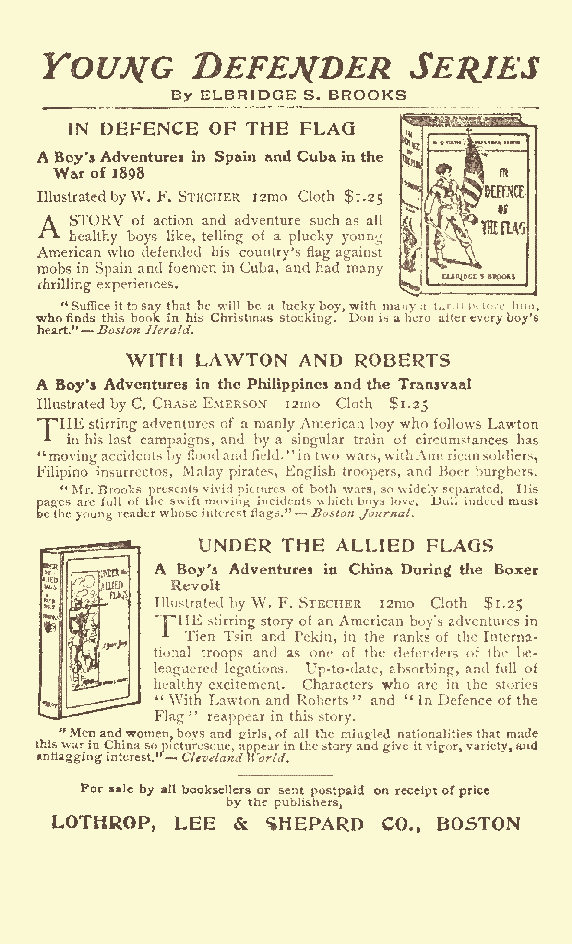 YOUNG DEFENDER SERIES
By ELBRIDGE S. BROOKS
IN DEFENCE OF THE FLAG
A Boy's Adventures in Spain and Cuba in the
War of 1898
Illustrated by W. F. STECHER 12mo Cloth $1.25
A STORY of action and adventure such as all
healthy boys like, telling of a plucky young
American who defended his country's flag against
mobs in Spain and foemen in Cuba, and had many
thrilling experiences.
IN
DEFENCE
OF
THE FLAG
ELBRIDGE S BROOKS
"Suffice it to say that he will be a lucky boy, with many a thrill before him,
who finds this book in his Christmas stocking. Don is a hero after every boy's
heart." — Boston Herald.
WITH LAWTON AND ROBERTS
A Boy's Adventures in the Philippines and the Transvaal
Illustrated by C. CHASE EMERSON 12mo Cloth $1.25
THE stirring adventures of a manly American boy who follows Lawton
in his last campaigns, and by a singular train of circumstances has
"moving accidents by flood and field." in two wars, with American soldiers,
Filipino insurrectos, Malay pirates, English troopers, and Boer burghers.
"Mr. Brooks presents vivid pictures of both wars, so widely separated. His
pages are full of the swift moving incidents which boys love. Dull indeed must
be the young reader whose interest flags." — Boston Journal.
UNDER THE ALLIED FLAGS
A Boy's Adventures in China During the Boxer
Revolt
Illustrated by W. F. STECHER 12mo Cloth $1.25
THE stirring story of an American boy's adventures in
Tien Tsin and Pekin, in the ranks of the Interna-
tional troops and as one of the defenders of the be-
leaguered legations. Up-to-date, absorbing, and full of
healthy excitement. Characters who are in the stories
"With Lawton and Roberts" and "In Defence of the
Flag" reappear in this story.
UNDER THE
ALLIED
FLAGS
"Men and women, boys and girls, of all the mingled nationalities that made
this war in China so picturesque, appear in the story and give it vigor, variety, and
unflagging interest." — Cleveland World.
For sale by all booksellers or sent postpaid on receipt of price
by the publishers,
LOTHROP, LEE & SHEPARD CO., BOSTON